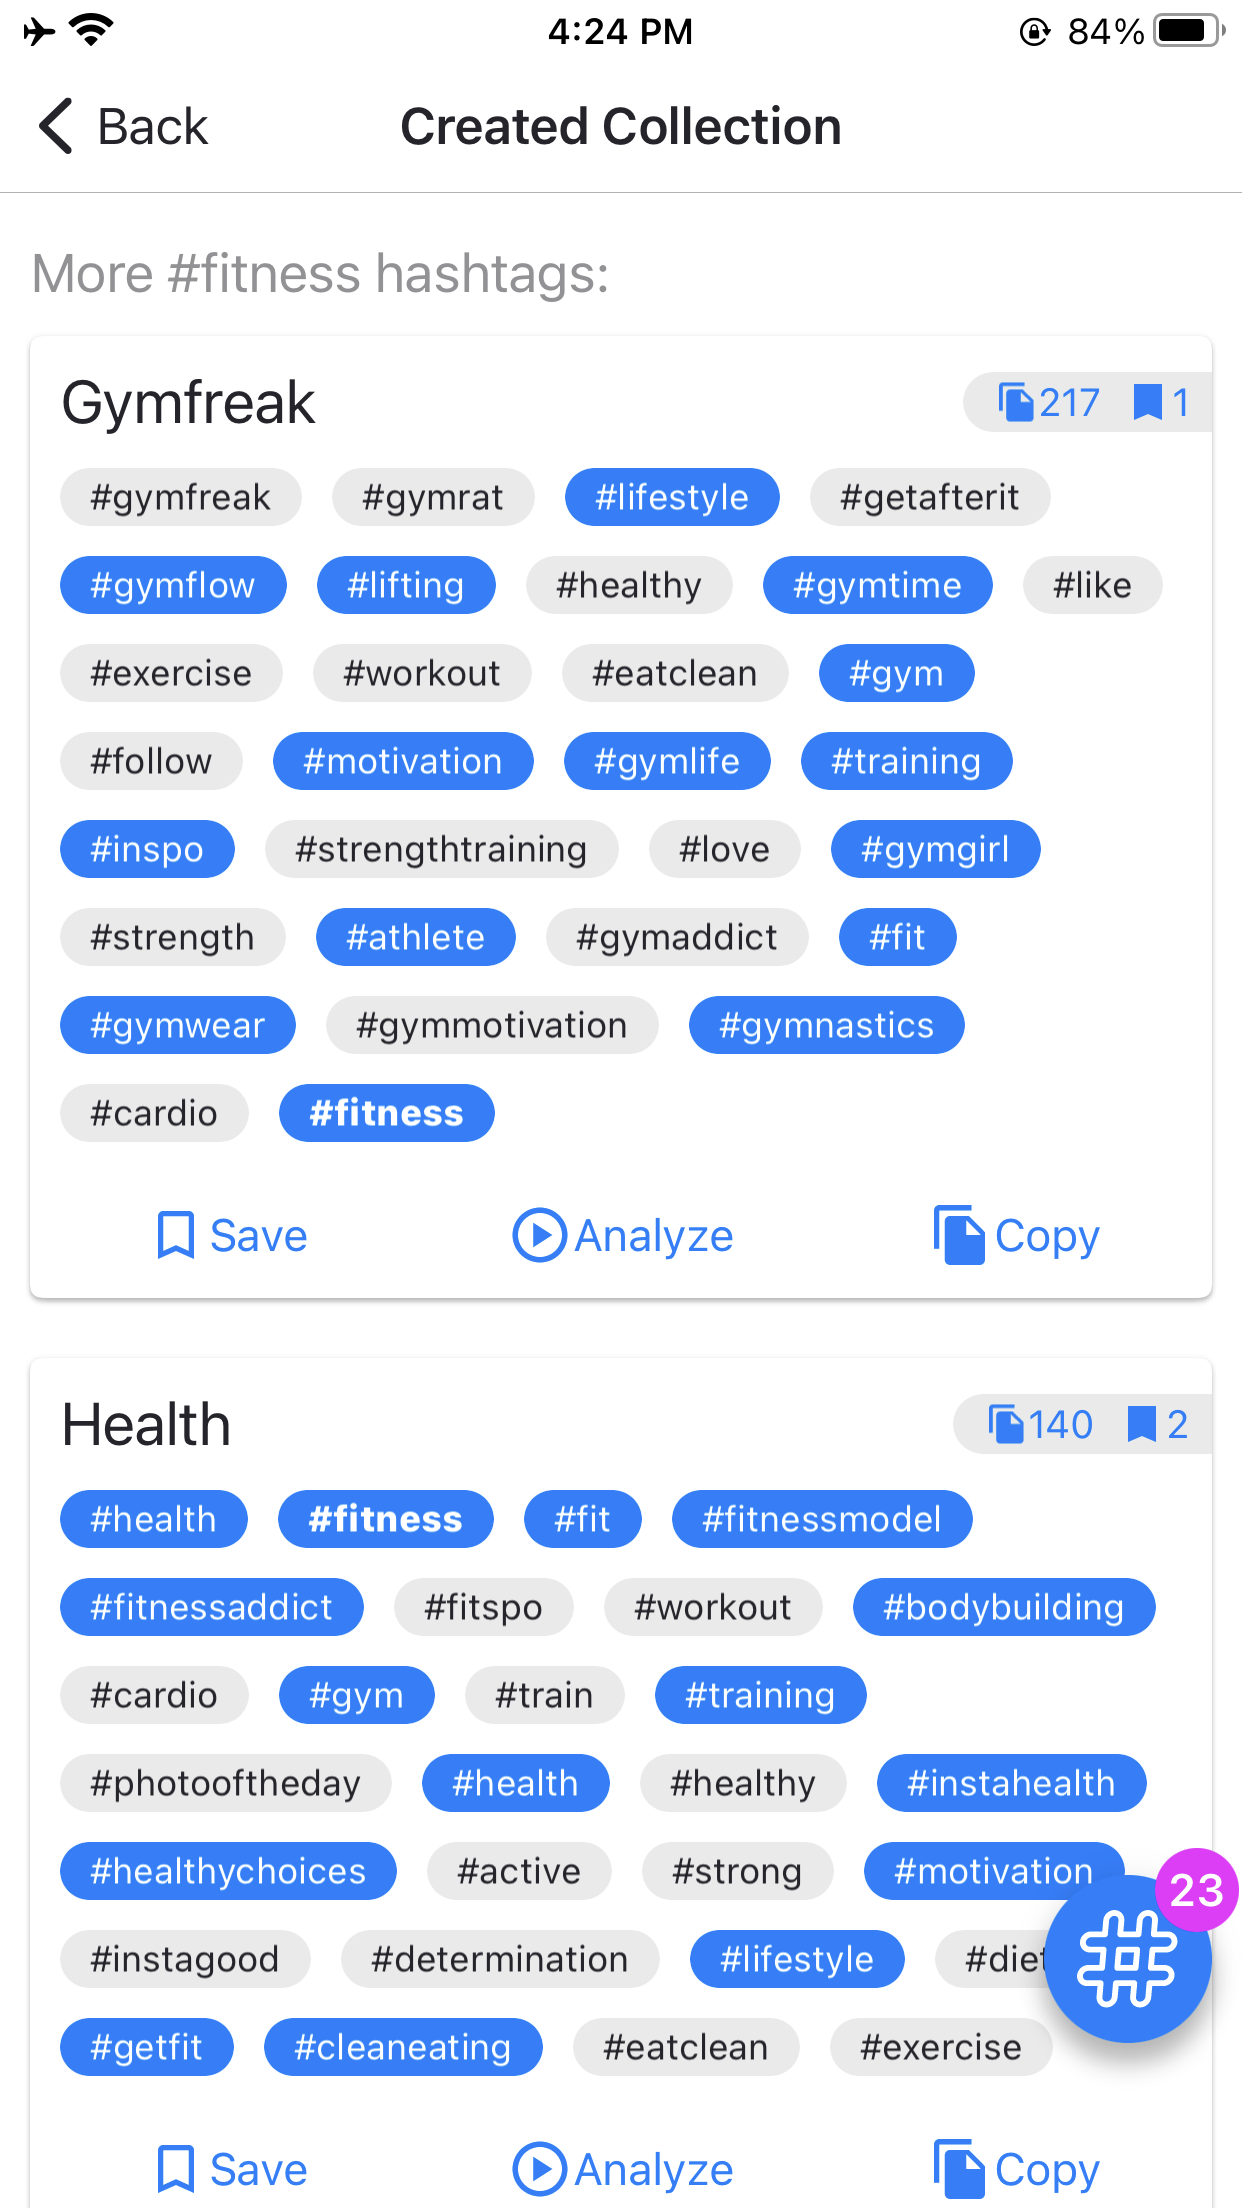 4:24 PM 84%
Back Created Collection
More #fitness hashtags:
Gymfreak 217 1
#gymfreak #gymrat #lifestyle #getafterit
#gymflow #lifting #healthy #gymtime #like
#exercise #workout #eatclean #gym
#follow #motivation #gymlife #training
#inspo #strengthtraining #love #gymgirl
#strength #athlete #gymaddict #fit
#gymwear #gymmotivation #gymnastics
#cardio #fitness
Save Analyze Copy
Health 140 2
#health #fitness #fit #fitnessmodel
#fitnessaddict #fitspo #workout #bodybuilding
#cardio #gym #train #training
#photooftheday #health #healthy #instahealth
#healthychoices #active #strong #motivation
23
#instagood #determination #lifestyle #diet
#getfit #cleaneating #eatclean #exercise
Save Analyze Copy